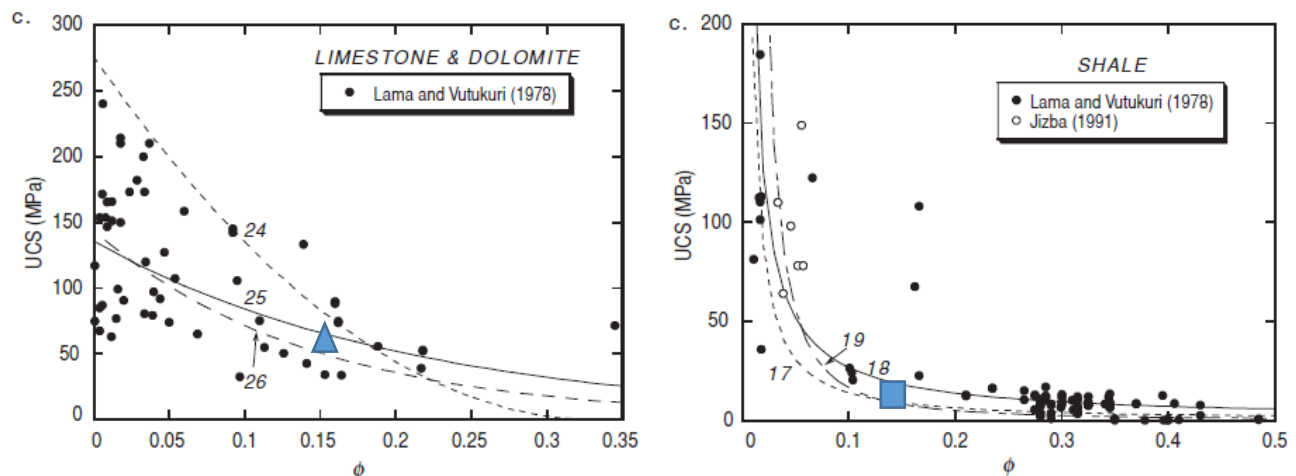 c.
300
250
200
150
100
50
0
UCS (MPa)
LIMESTONE & DOLOMITE
Lama and Vutukuri (1978)
24
25
26
0
0.05
0.1
0.15
0.2
0.25
0.3
0.35
ϕ
c.
200
150
100
50
0
UCS (MPa)
SHALE
Lama and Vutukuri (1978)
Jizba (1991)
19
18
17
0
0.1
0.2
0.3
0.4
0.5
ϕ